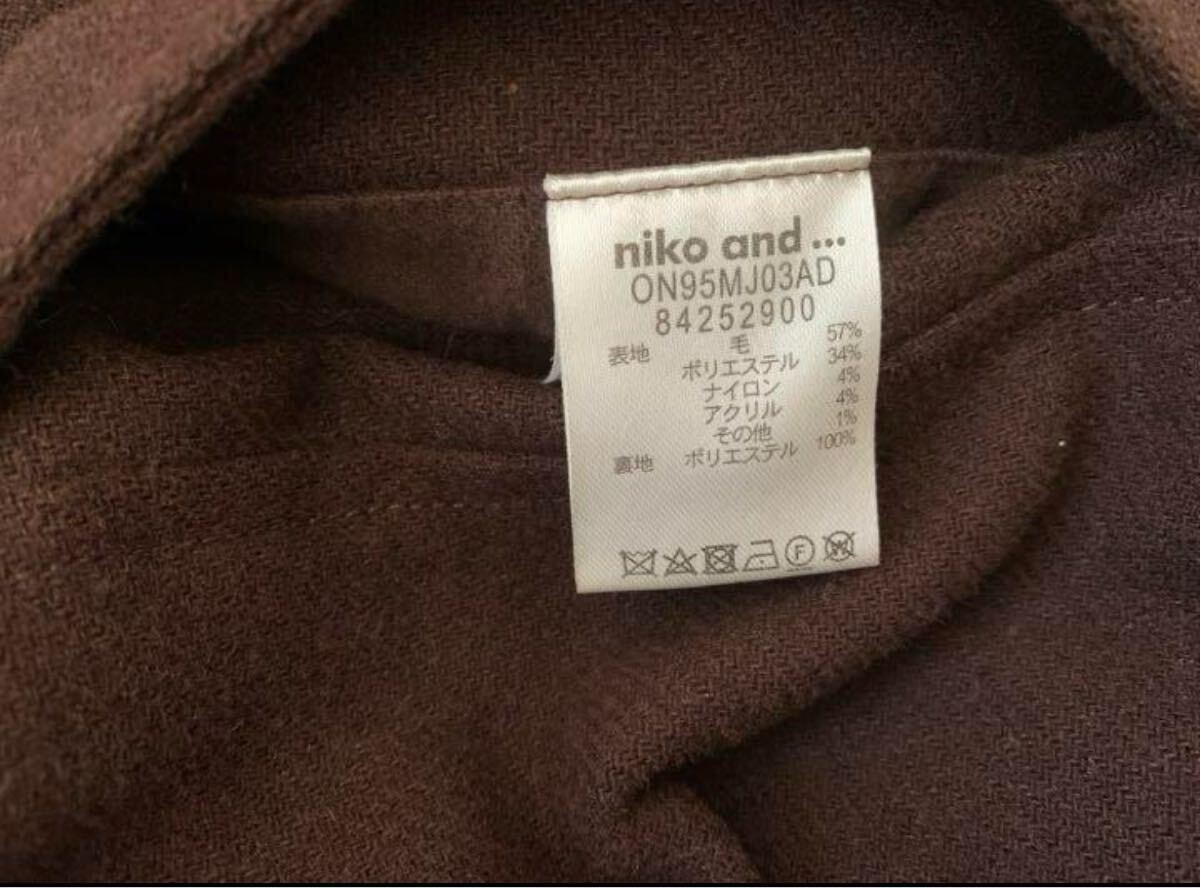 niko and ...
ON95MJ03AD
84252900
表地 毛 57%
ポリエステル 34%
ナイロン 4%
アクリル 4%
その他 1%
裏地 ポリエステル 100%
F
W